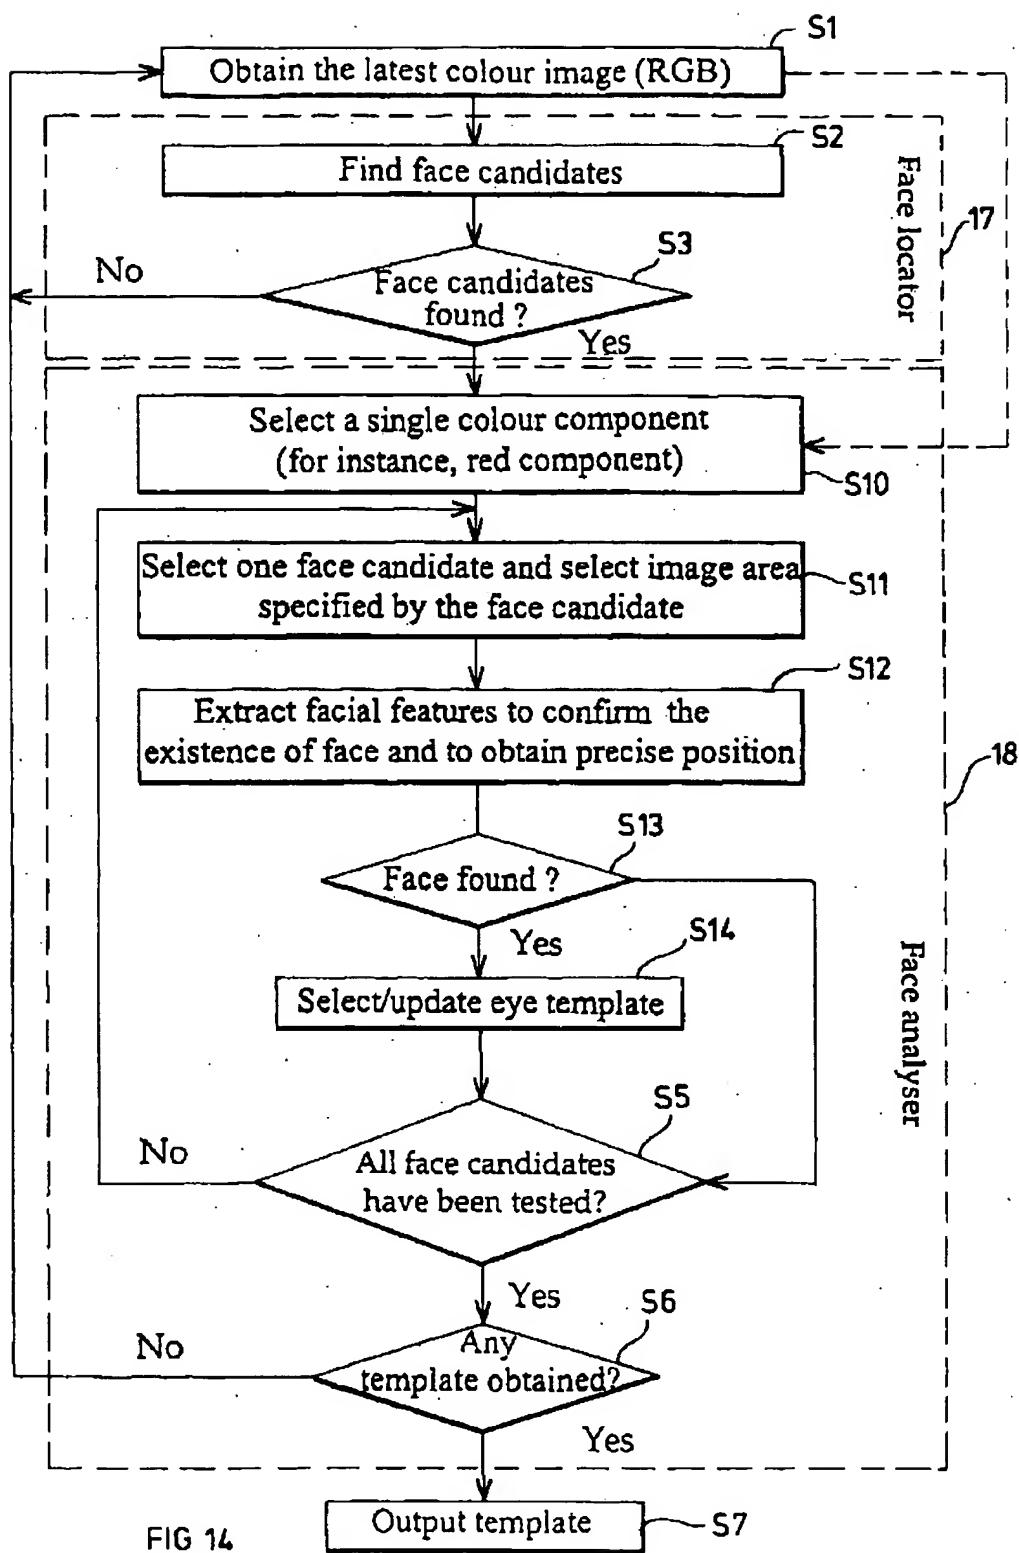 S1
Obtain the latest colour image (RGB)
S2
Find face candidates
Face locator
17
S3
No
Face candidates
found ?
Yes
Select a single colour component
(for instance, red component)
S10
Select one face candidate and select image area
specified by the face candidate
S11
S12
Extract facial features to confirm the
existence of face and to obtain precise position
18
S13
Face found ?
Yes
S14
Select/update eye template
Face analyser
S5
No
All face candidates
have been tested?
Yes
S6
No
Any
template obtained?
Yes
Output template
S7
FIG 14